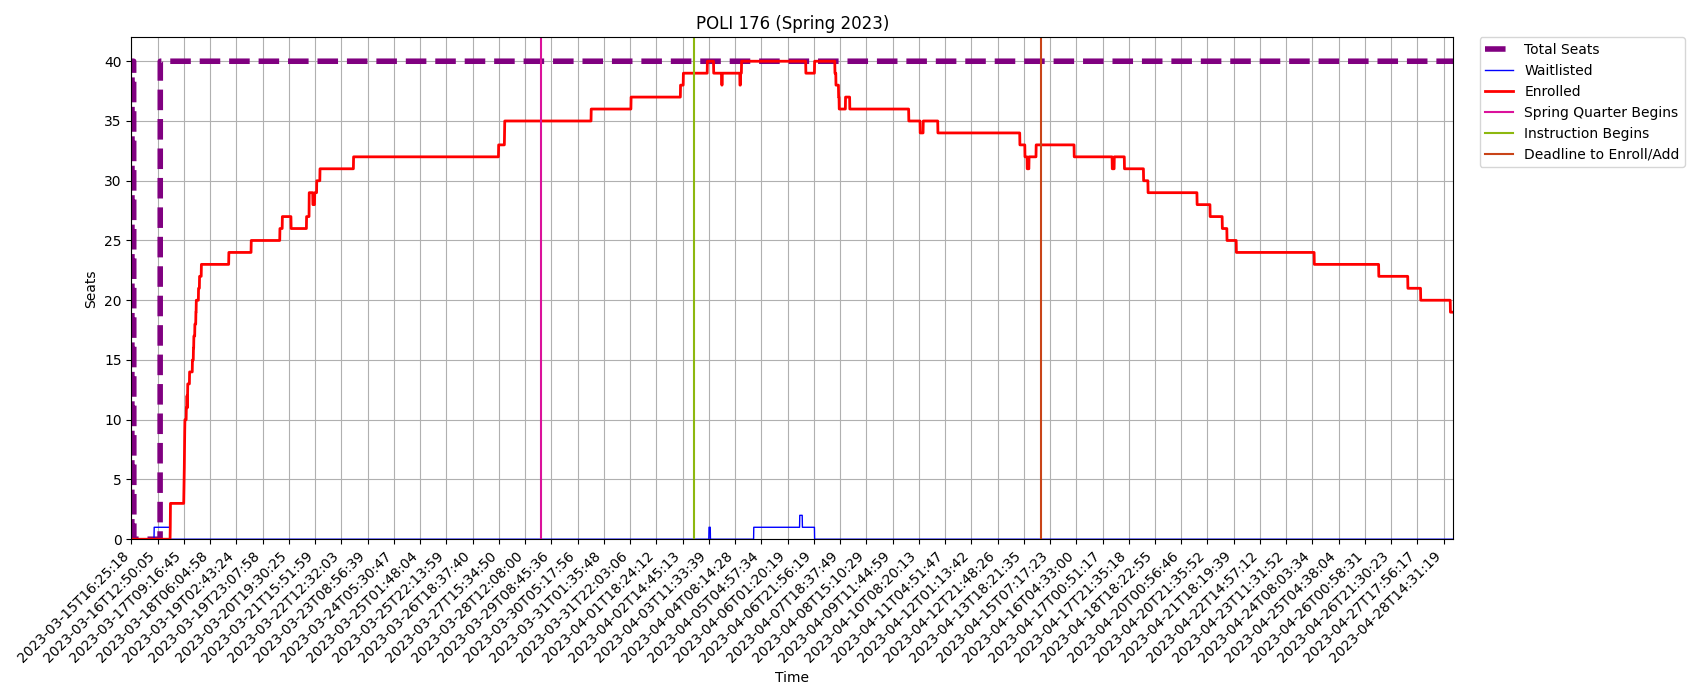 POLI 176 (Spring 2023)
Total Seats
Waitlisted
Enrolled
Spring Quarter Begins
Instruction Begins
Deadline to Enroll/Add
Seats
40
35
30
25
20
15
10
5
0
2023-03-15T16:25:18
2023-03-16T12:50:05
2023-03-17T09:16:45
2023-03-18T06:04:58
2023-03-19T02:43:24
2023-03-19T23:07:58
2023-03-20T19:30:25
2023-03-21T15:51:59
2023-03-22T12:32:03
2023-03-23T08:56:39
2023-03-24T05:30:47
2023-03-25T01:48:04
2023-03-25T22:13:59
2023-03-26T18:37:40
2023-03-27T15:34:50
2023-03-28T12:08:00
2023-03-29T08:45:36
2023-03-30T05:17:56
2023-03-31T01:35:48
2023-03-31T22:03:06
2023-04-01T18:24:12
2023-04-02T14:45:13
2023-04-03T11:33:39
2023-04-04T08:14:28
2023-04-05T04:57:34
2023-04-06T01:20:19
2023-04-06T21:56:19
2023-04-07T18:37:49
2023-04-08T15:10:29
2023-04-09T11:44:59
2023-04-10T08:20:13
2023-04-11T04:51:47
2023-04-12T01:13:42
2023-04-12T21:48:26
2023-04-13T18:21:35
2023-04-15T07:17:23
2023-04-16T04:33:00
2023-04-17T00:51:17
2023-04-17T21:35:18
2023-04-18T18:22:55
2023-04-20T00:56:46
2023-04-20T21:35:52
2023-04-21T18:19:39
2023-04-22T14:57:12
2023-04-23T11:31:52
2023-04-24T08:03:34
2023-04-25T04:38:04
2023-04-26T00:58:31
2023-04-26T21:30:23
2023-04-27T17:56:17
2023-04-28T14:31:19
Time